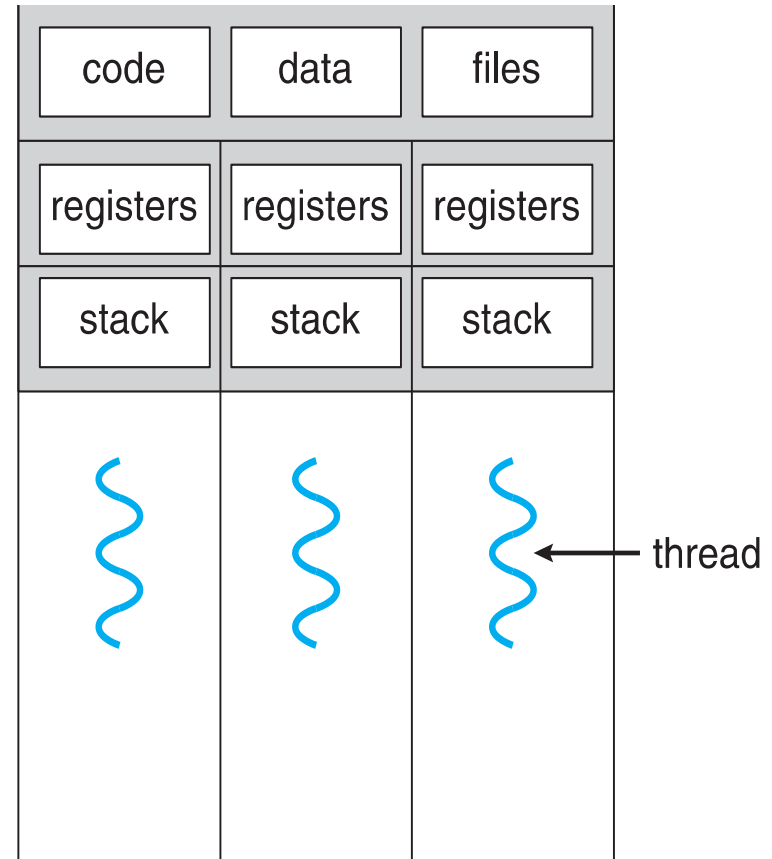 code data files
registers registers registers
stack stack stack
thread